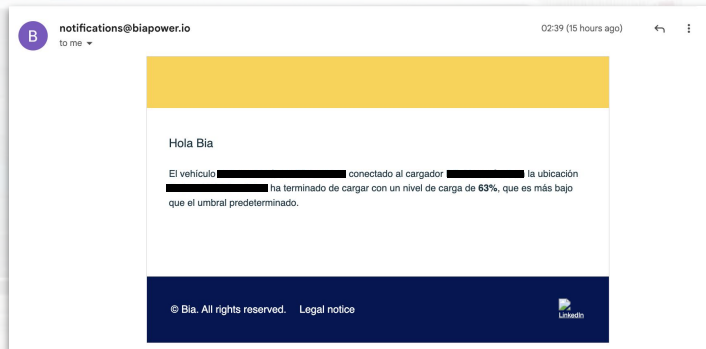 B
notifications@biapower.io
02:39 (15 hours ago)
to me
Hola Bia
El vehículo conectado al cargador la ubicación
ha terminado de cargar con un nivel de carga de 63%, que es más bajo
que el umbral predeterminado.
© Bia. All rights reserved. Legal notice
LinkedIn